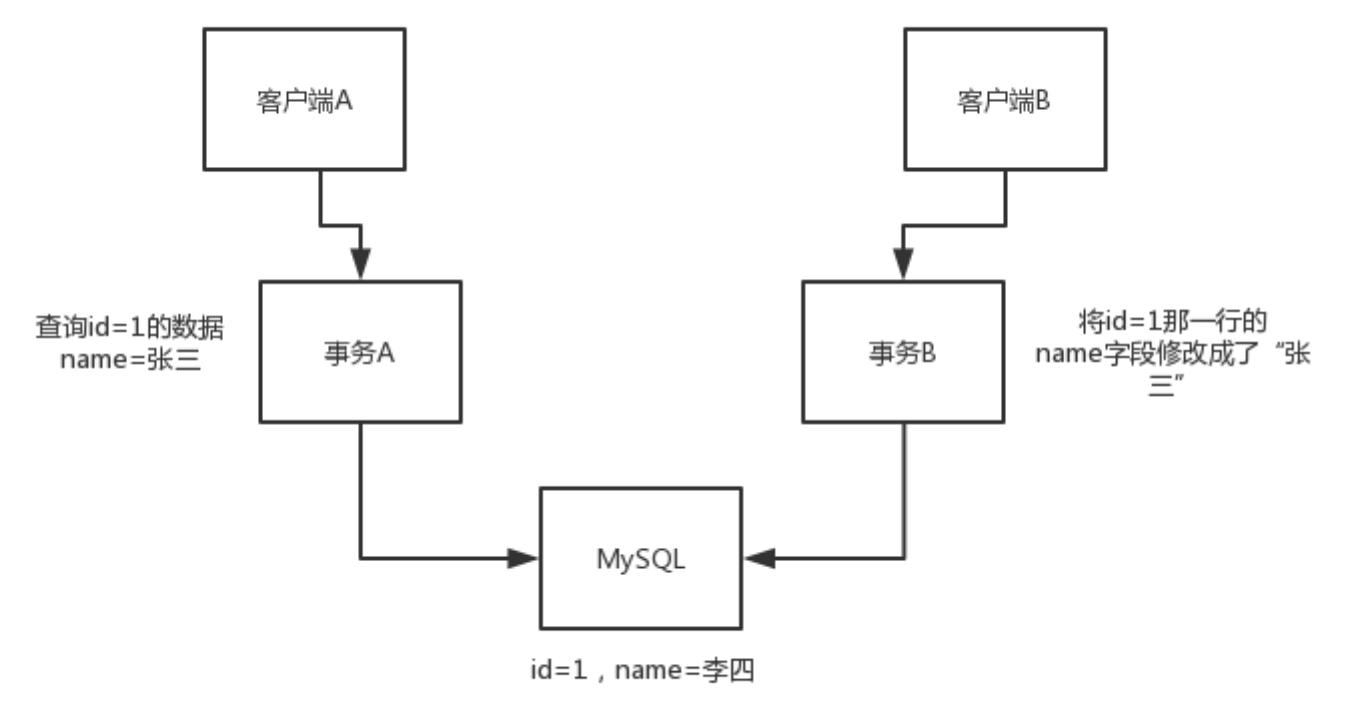 客户端A
客户端B
查询id=1的数据
name=张三
事务A
事务B
将id=1那一行的
name字段修改成了“张
三”
MySQL
id=1，name=李四